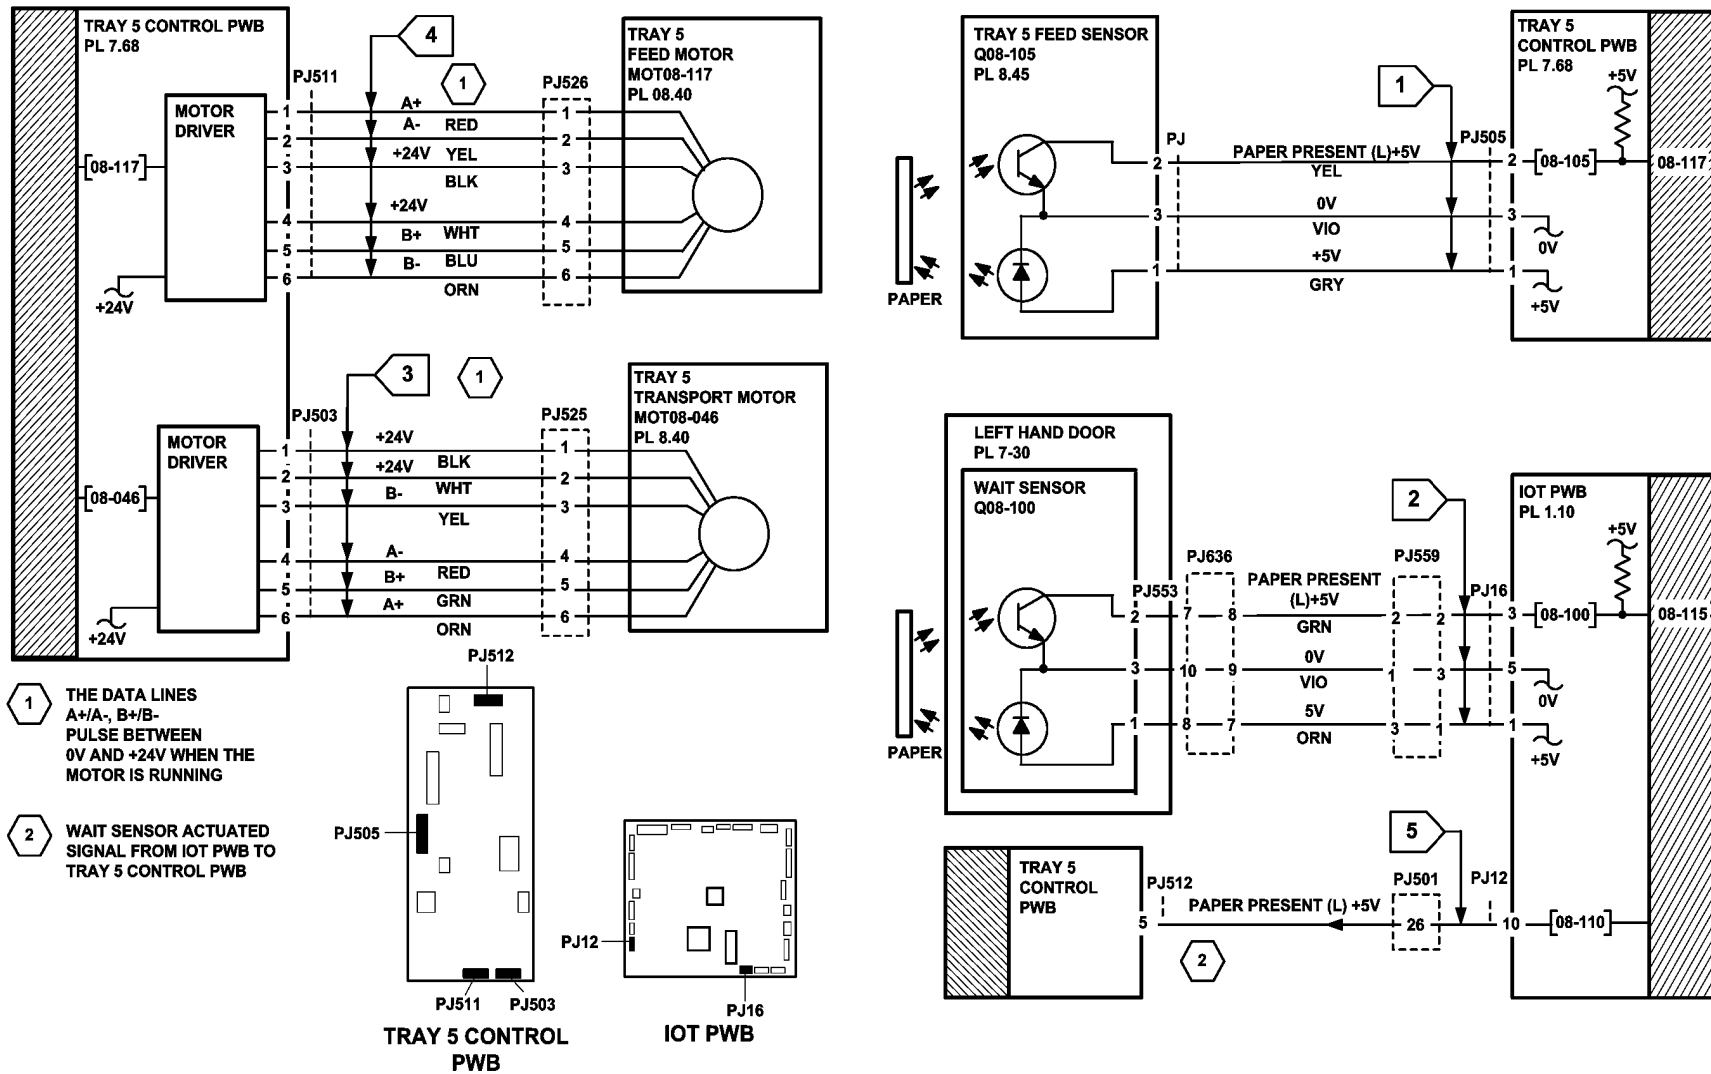 TRAY 5 CONTROL PWB
PL 7.68
4
TRAY 5
FEED MOTOR
MOT08-117
PL 08.40
PJ511
1
PJ526
MOTOR
DRIVER
[08-117]
+24V
1 A+ 1
2 A- RED 2
3 +24V YEL 3
BLK
4 +24V 4
5 B+ WHT 5
6 B- BLU 6
ORN
3
1
TRAY 5
TRANSPORT MOTOR
MOT08-046
PL 8.40
PJ503
PJ525
MOTOR
DRIVER
[08-046]
+24V
1 +24V 1
2 +24V BLK 2
3 B- WHT 3
YEL
4 A- 4
5 B+ RED 5
6 A+ GRN 6
ORN
TRAY 5 FEED SENSOR
Q08-105
PL 8.45
PAPER
PJ
1
PJ505
TRAY 5
CONTROL PWB
PL 7.68
+5V
2 PAPER PRESENT (L)+5V 2 [08-105] 08-117
YEL
3 0V 3
VIO 0V
1 +5V 1
GRY +5V
LEFT HAND DOOR
PL 7-30
WAIT SENSOR
Q08-100
PAPER
2
IOT PWB
PL 1.10
+5V
PJ553
PJ636
PJ559
PJ16
2 7 8 PAPER PRESENT
(L)+5V 2 2 3 [08-100] 08-115
GRN
3 10 9 0V 1 3 5
VIO 0V
1 8 7 5V 3 1 1
ORN +5V
TRAY 5
CONTROL
PWB
5
PJ512
PJ501
PJ12
5 PAPER PRESENT (L) +5V 26 10 [08-110]
2
1
THE DATA LINES
A+/A-, B+/B-
PULSE BETWEEN
0V AND +24V WHEN THE
MOTOR IS RUNNING
2
WAIT SENSOR ACTUATED
SIGNAL FROM IOT PWB TO
TRAY 5 CONTROL PWB
PJ512
PJ505
PJ511
PJ503
TRAY 5 CONTROL
PWB
PJ12
PJ16
IOT PWB